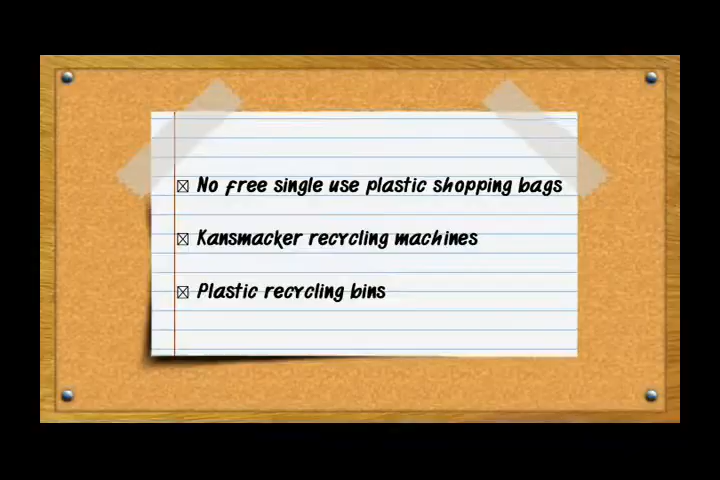 ☒ No free single use plastic shopping bags
☒ Kansmacker recycling machines
☒ Plastic recycling bins